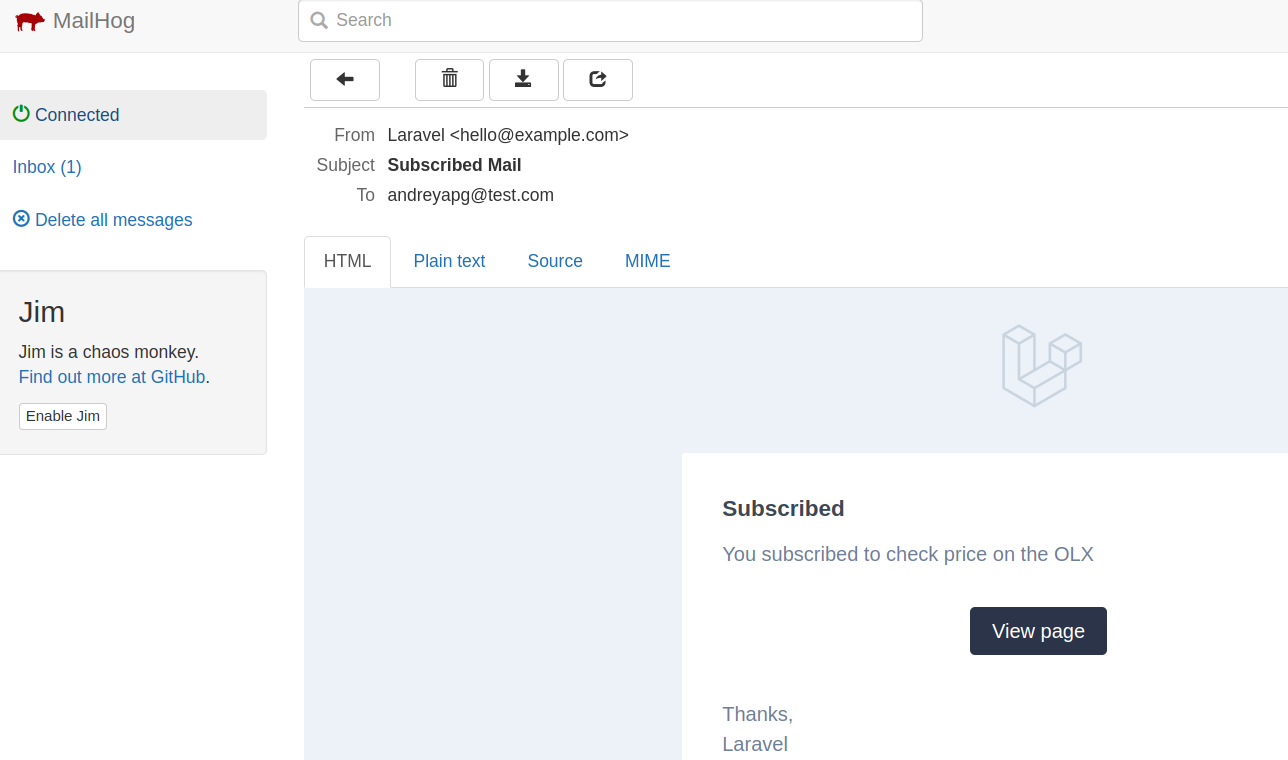 MailHog
Search
Connected
Inbox (1)
Delete all messages
Jim
Jim is a chaos monkey.
Find out more at GitHub.
Enable Jim
From Laravel <hello@example.com>
Subject Subscribed Mail
To andreyapg@test.com
HTML Plain text Source MIME
Subscribed
You subscribed to check price on the OLX
View page
Thanks,
Laravel